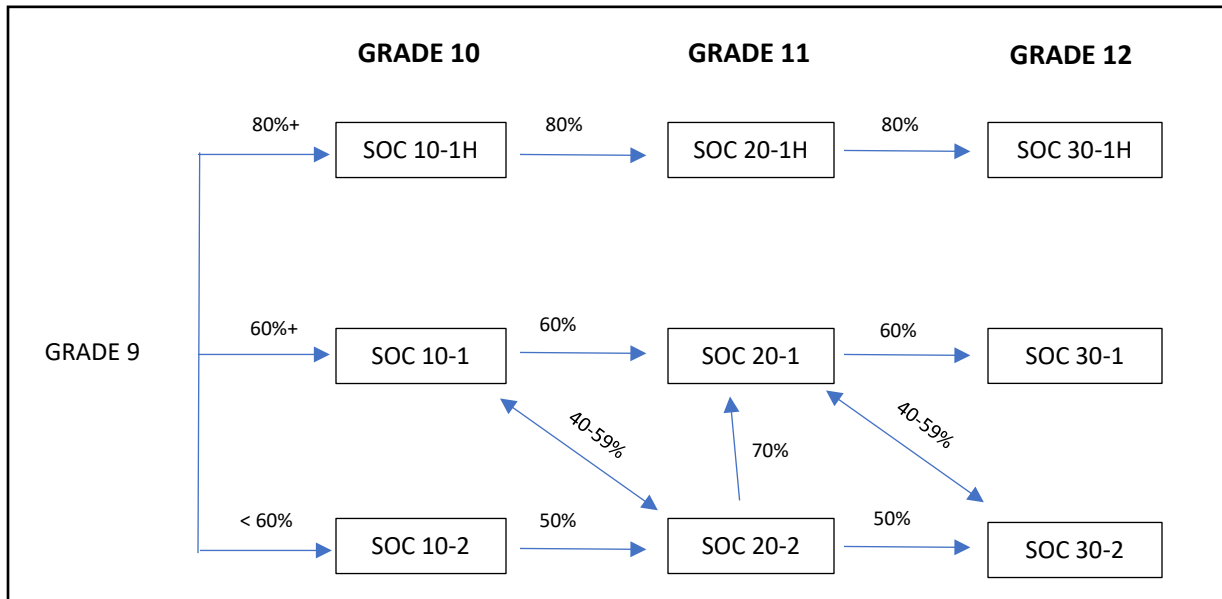 GRADE 10 GRADE 11 GRADE 12
80%+ 80% 80%
SOC 10-1H SOC 20-1H SOC 30-1H
60%+ 60% 60%
GRADE 9 SOC 10-1 SOC 20-1 SOC 30-1
40-59% 70% 40-59%
< 60% 50% 50%
SOC 10-2 SOC 20-2 SOC 30-2